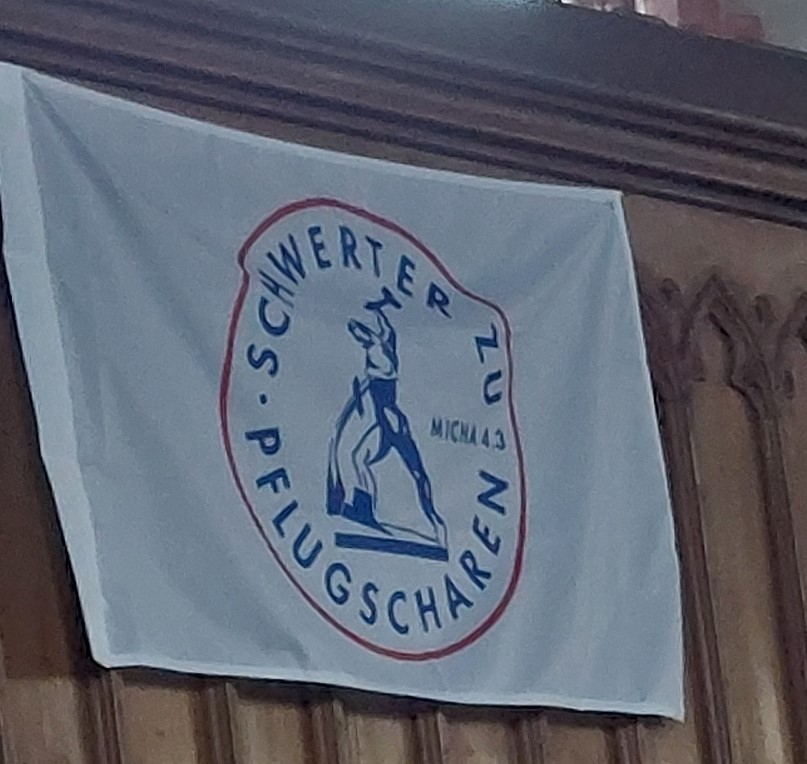 SCHWERTER ZU
PFLUGSCHAREN
MICHA 4.3